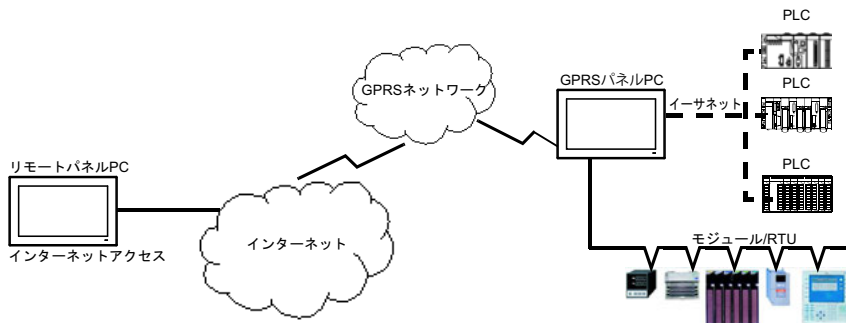 PLC
GPRSネットワーク
GPRSパネルPC
イーサネット
PLC
リモートパネルPC
PLC
インターネット
インターネットアクセス
モジュール/RTU